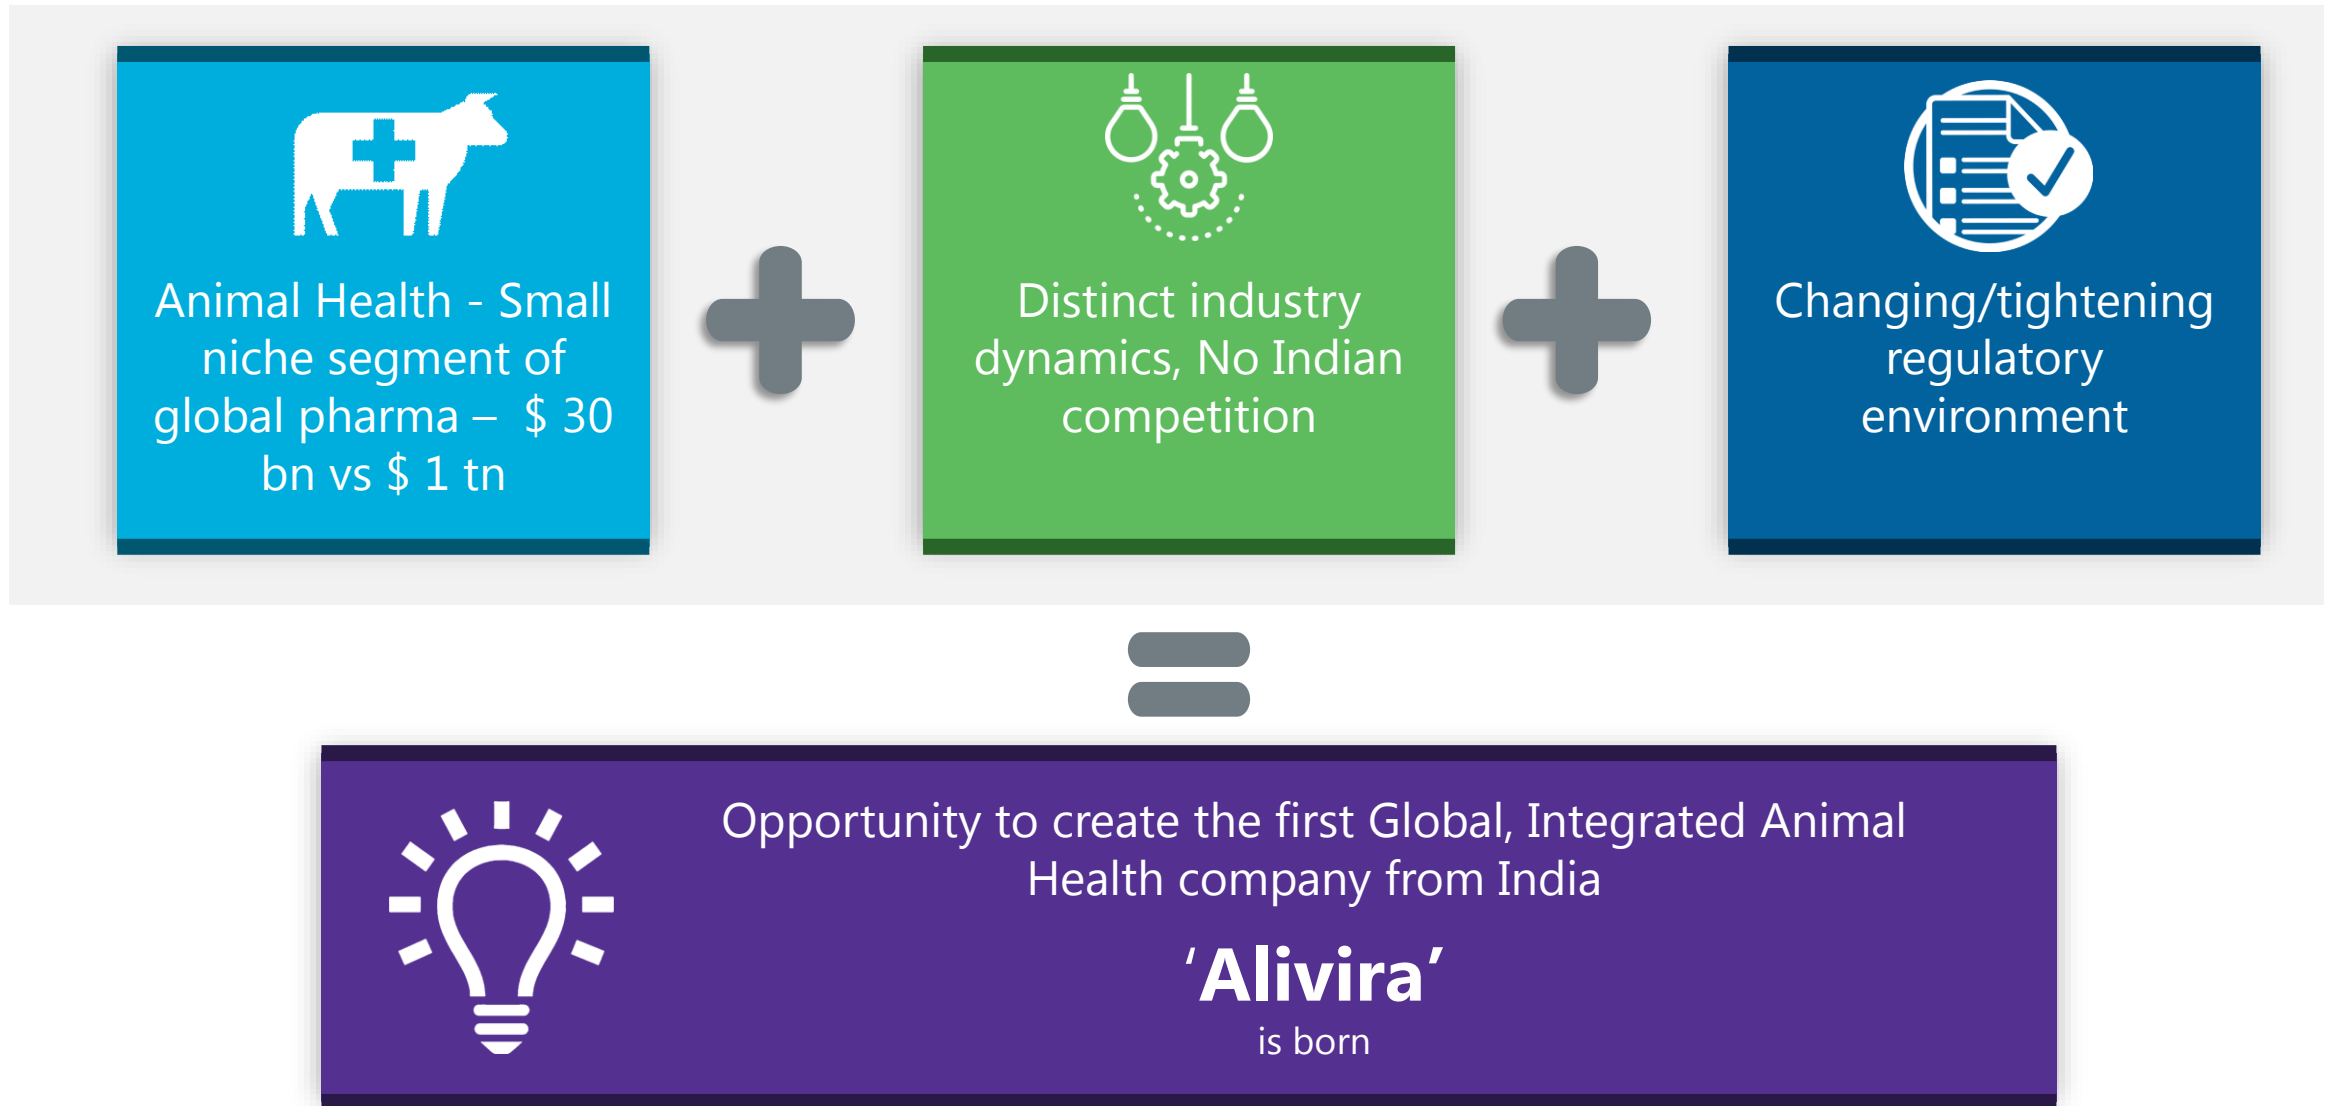 Animal Health - Small
niche segment of
global pharma – $ 30
bn vs $ 1 tn
Distinct industry
dynamics, No Indian
competition
Changing/tightening
regulatory
environment
Opportunity to create the first Global, Integrated Animal
Health company from India
‘Alivira’
is born